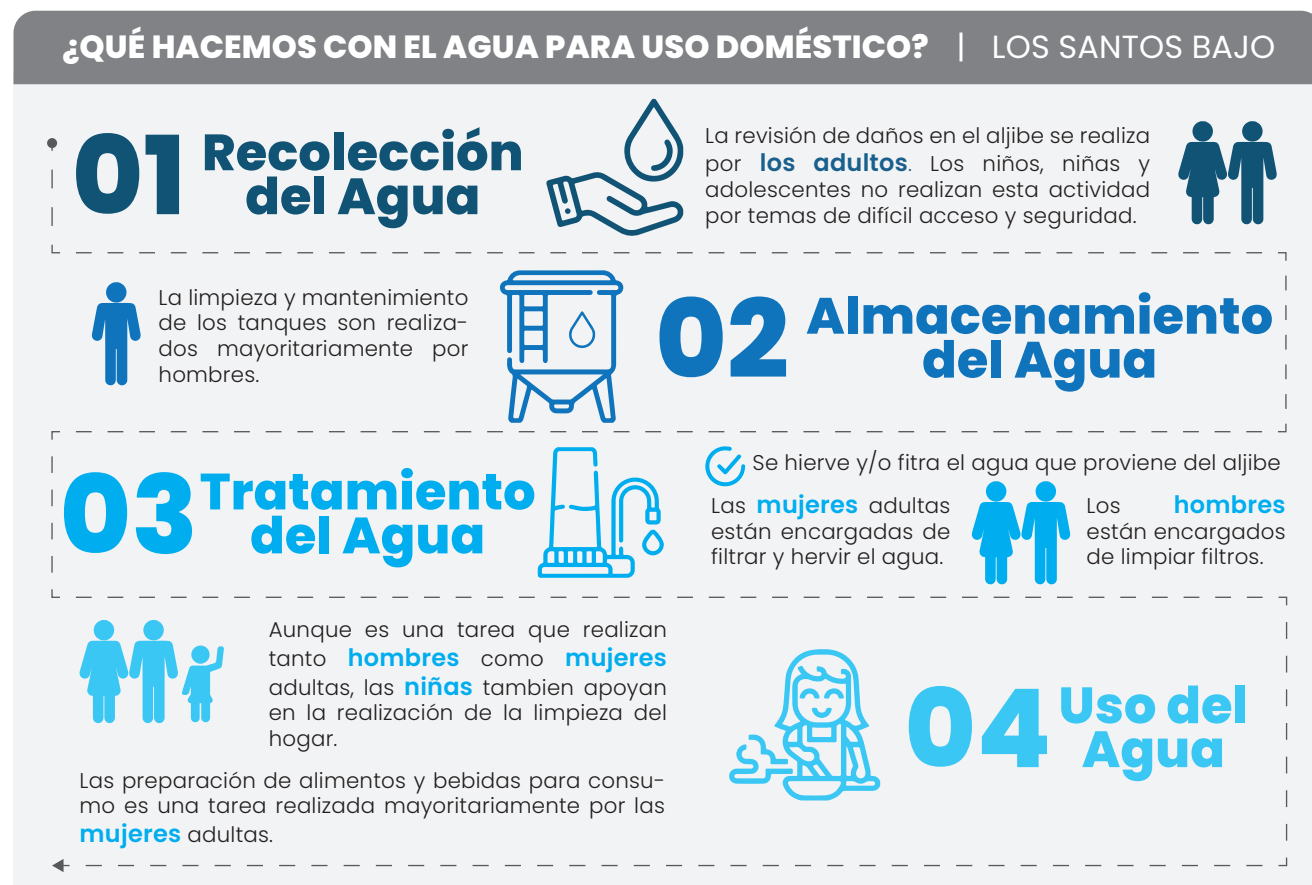 ¿QUÉ HACEMOS CON EL AGUA PARA USO DOMÉSTICO? | LOS SANTOS BAJO
01 Recolección
del Agua
La revisión de daños en el aljibe se realiza
por los adultos. Los niños, niñas y
adolescentes no realizan esta actividad
por temas de difícil acceso y seguridad.
La limpieza y mantenimiento
de los tanques son realiza-
dos mayoritariamente por
hombres.
02 Almacenamiento
del Agua
03 Tratamiento
del Agua
Se hierve y/o fitra el agua que proviene del aljibe
Las mujeres adultas
están encargadas de
filtrar y hervir el agua.
Los hombres
están encargados
de limpiar filtros.
Aunque es una tarea que realizan
tanto hombres como mujeres
adultas, las niñas tambien apoyan
en la realización de la limpieza del
hogar.
Las preparación de alimentos y bebidas para consu-
mo es una tarea realizada mayoritariamente por las
mujeres adultas.
04 Uso del
Agua